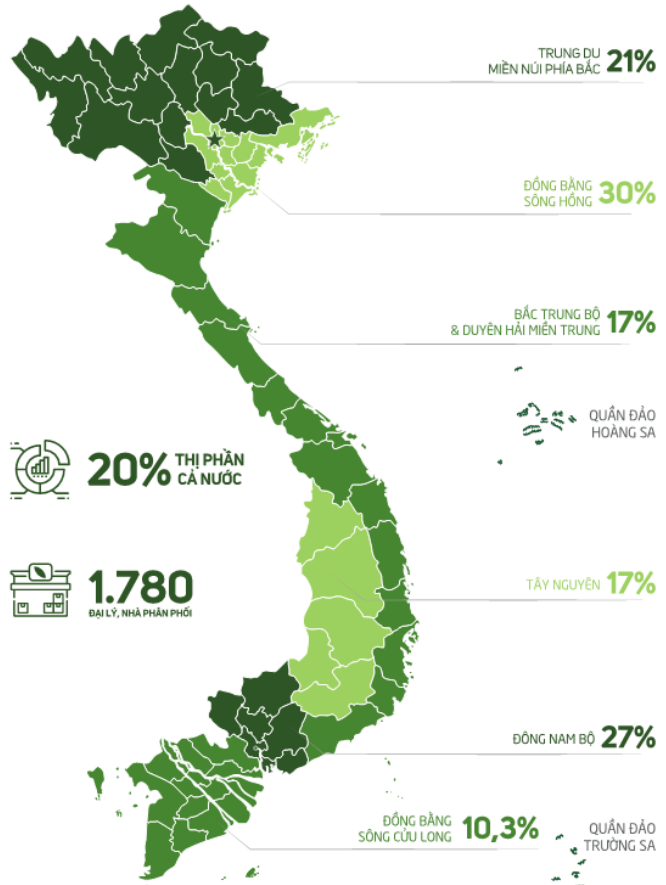 TRUNG DU
MIỀN NÚI PHÍA BẮC 21%
ĐỒNG BẰNG
SÔNG HỒNG 30%
BẮC TRUNG BỘ
& DUYÊN HẢI MIỀN TRUNG 17%
QUẦN ĐẢO
HOÀNG SA
20% THỊ PHẦN
CẢ NƯỚC
1.780
ĐẠI LÝ, NHÀ PHÂN PHỐI
TÂY NGUYÊN 17%
ĐÔNG NAM BỘ 27%
ĐỒNG BẰNG
SÔNG CỬU LONG 10,3%
QUẦN ĐẢO
TRƯỜNG SA